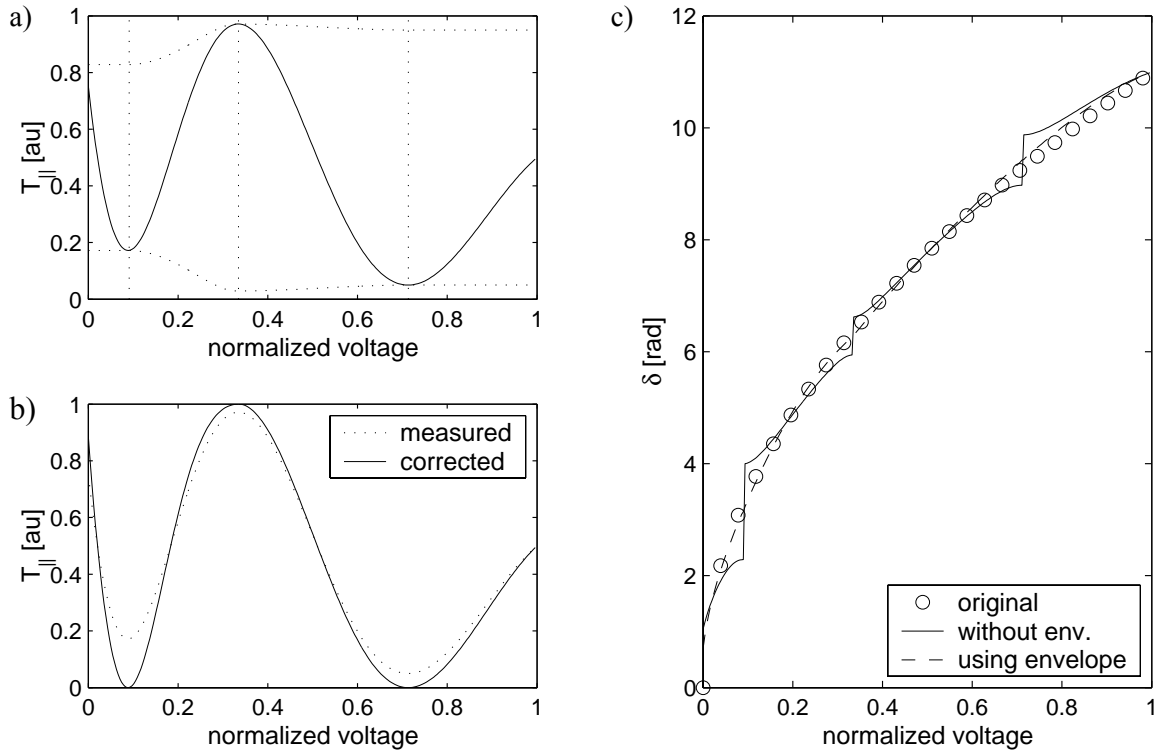 a)
1
0.8
0.6
0.4
0.2
0
T|| [au]
0 0.2 0.4 0.6 0.8 1
normalized voltage
b)
1
0.8
0.6
0.4
0.2
0
T|| [au]
measured
corrected
0 0.2 0.4 0.6 0.8 1
normalized voltage
c)
12
10
8
6
4
2
0
δ [rad]
original
without env.
using envelope
0 0.2 0.4 0.6 0.8 1
normalized voltage